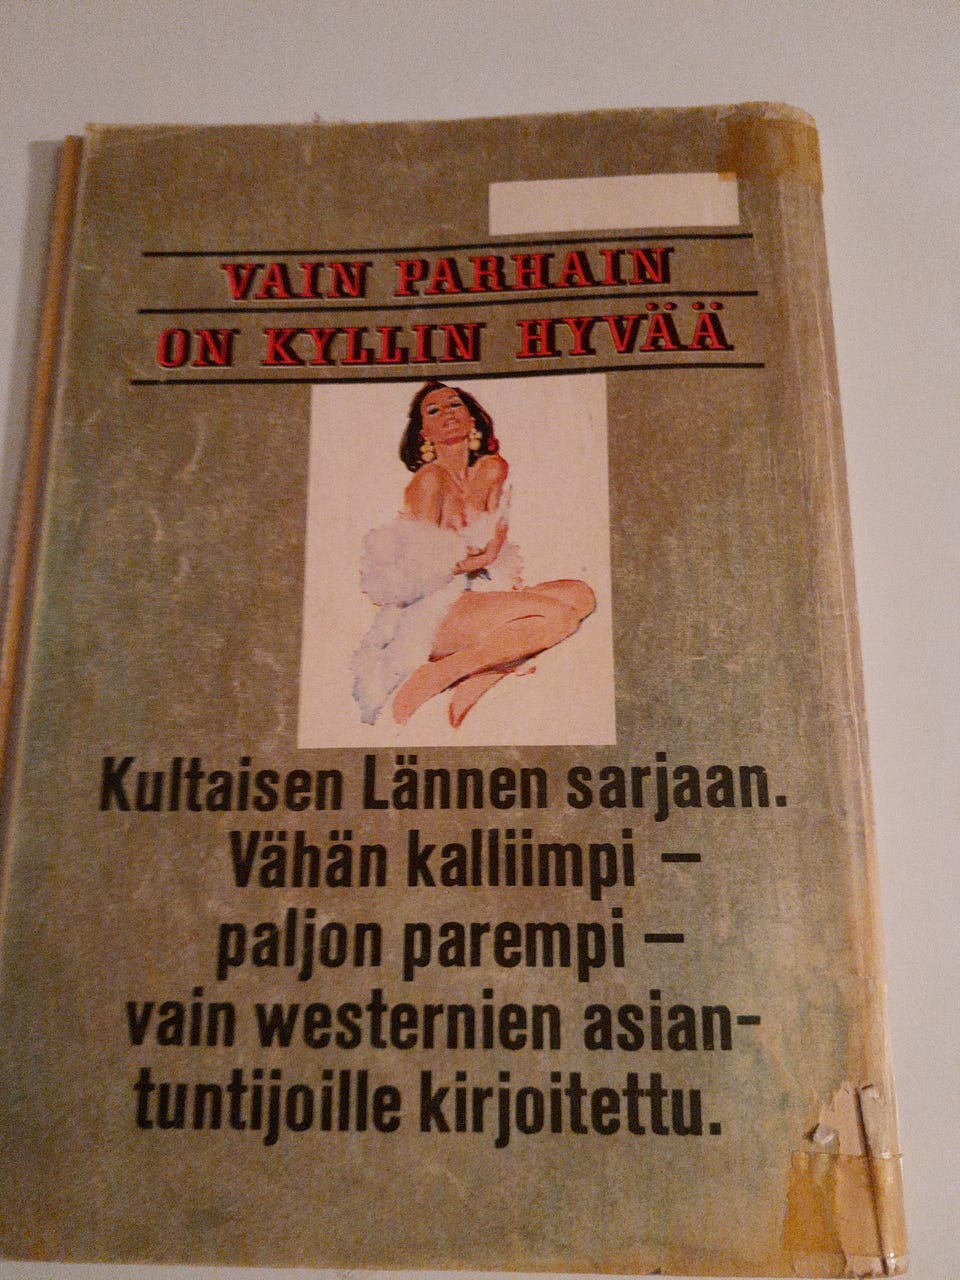 VAIN PARHAIN
ON KYLLIN HYVÄÄ
Kultaisen Lännen sarjaan.
Vähän kalliimpi –
paljon parempi –
vain westernien asian-
tuntijoille kirjoitettu.